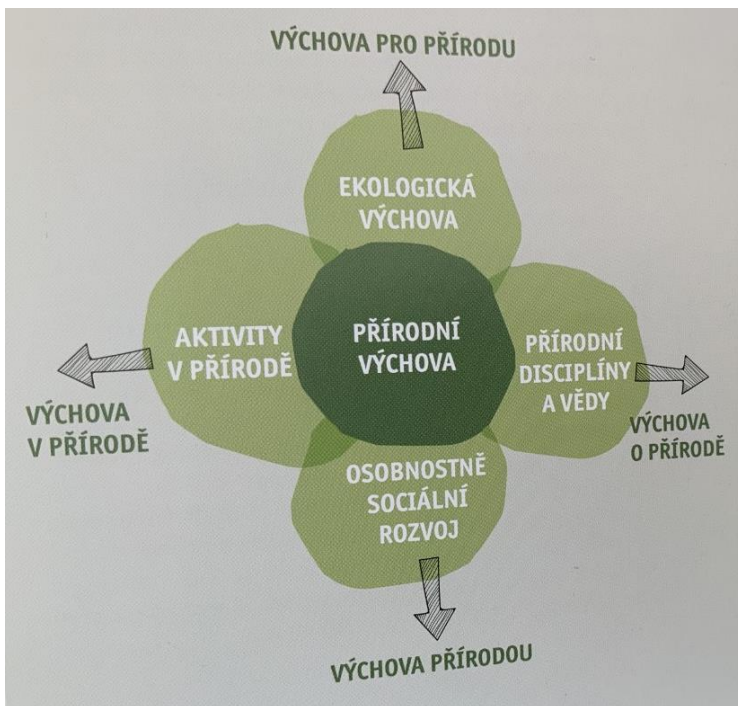 VÝCHOVA PRO PŘÍRODU
EKOLOGICKÁ
VÝCHOVA
AKTIVITY
V PŘÍRODĚ
PŘÍRODNÍ
VÝCHOVA
PŘÍRODNÍ
DISCIPLÍNY
A VĚDY
VÝCHOVA
V PŘÍRODĚ
VÝCHOVA
O PŘÍRODĚ
OSOBNOSTNĚ
SOCIÁLNÍ
ROZVOJ
VÝCHOVA PŘÍRODOU